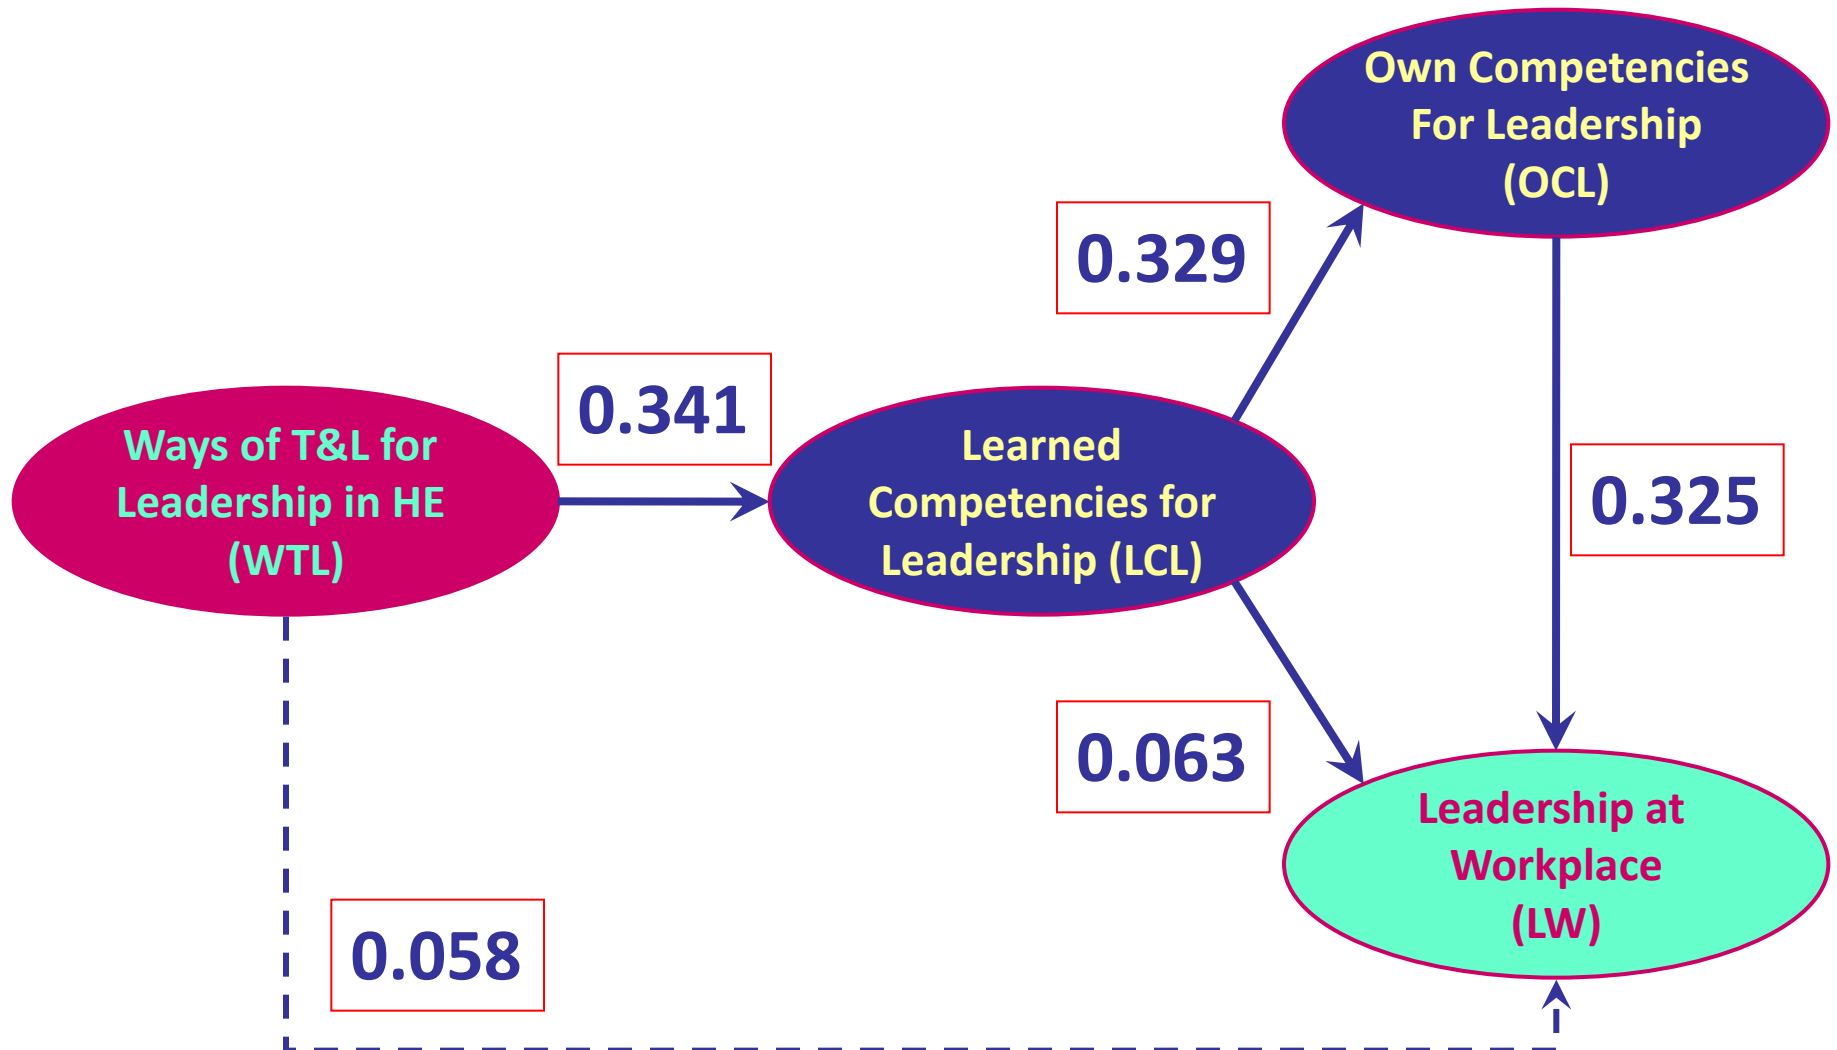 Own Competencies
For Leadership
(OCL)
0.329
0.341
Ways of T&L for
Leadership in HE
(WTL)
Learned
Competencies for
Leadership (LCL)
0.325
0.063
Leadership at
Workplace
(LW)
0.058